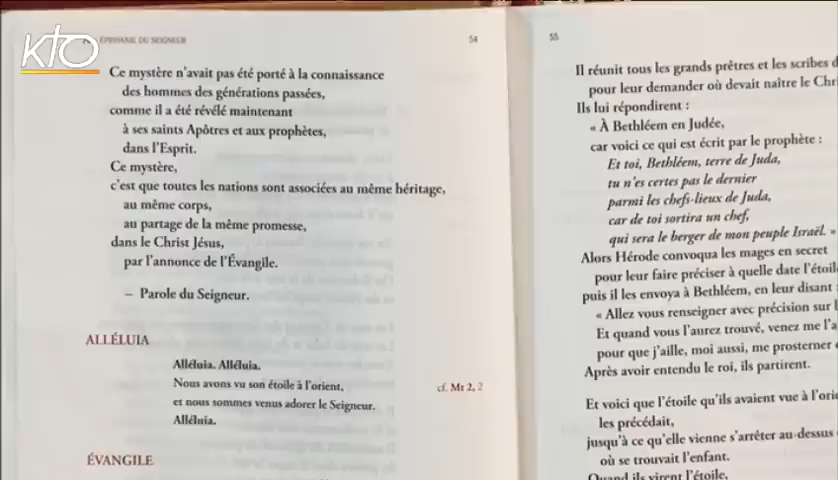 KTO
ÉPIPHANIE DU SEIGNEUR
54
Ce mystère n'avait pas été porté à la connaissance
des hommes des générations passées,
comme il a été révélé maintenant
à ses saints Apôtres et aux prophètes,
dans l'Esprit.
Ce mystère,
c'est que toutes les nations sont associées au même héritage,
au même corps,
au partage de la même promesse,
dans le Christ Jésus,
par l'annonce de l'Évangile.
– Parole du Seigneur.
ALLÉLUIA
Alléluia. Alléluia.
Nous avons vu son étoile à l'orient,
cf. Mt 2, 2
et nous sommes venus adorer le Seigneur.
Alléluia.
ÉVANGILE
55
Il réunit tous les grands prêtres et les scribes d
pour leur demander où devait naître le Chr
Ils lui répondirent :
« À Bethléem en Judée,
car voici ce qui est écrit par le prophète :
Et toi, Bethléem, terre de Juda,
tu n'es certes pas le dernier
parmi les chefs-lieux de Juda,
car de toi sortira un chef,
qui sera le berger de mon peuple Israël. »
Alors Hérode convoqua les mages en secret
pour leur faire préciser à quelle date l'étoile
puis il les envoya à Bethléem, en leur disant :
« Allez vous renseigner avec précision sur l
Et quand vous l'aurez trouvé, venez me l'a
pour que j'aille, moi aussi, me prosterner
Après avoir entendu le roi, ils partirent.
Et voici que l'étoile qu'ils avaient vue à l'orie
les précédait,
jusqu'à ce qu'elle vienne s'arrêter au-dessus
où se trouvait l'enfant.
Quand ils virent l'étoile,